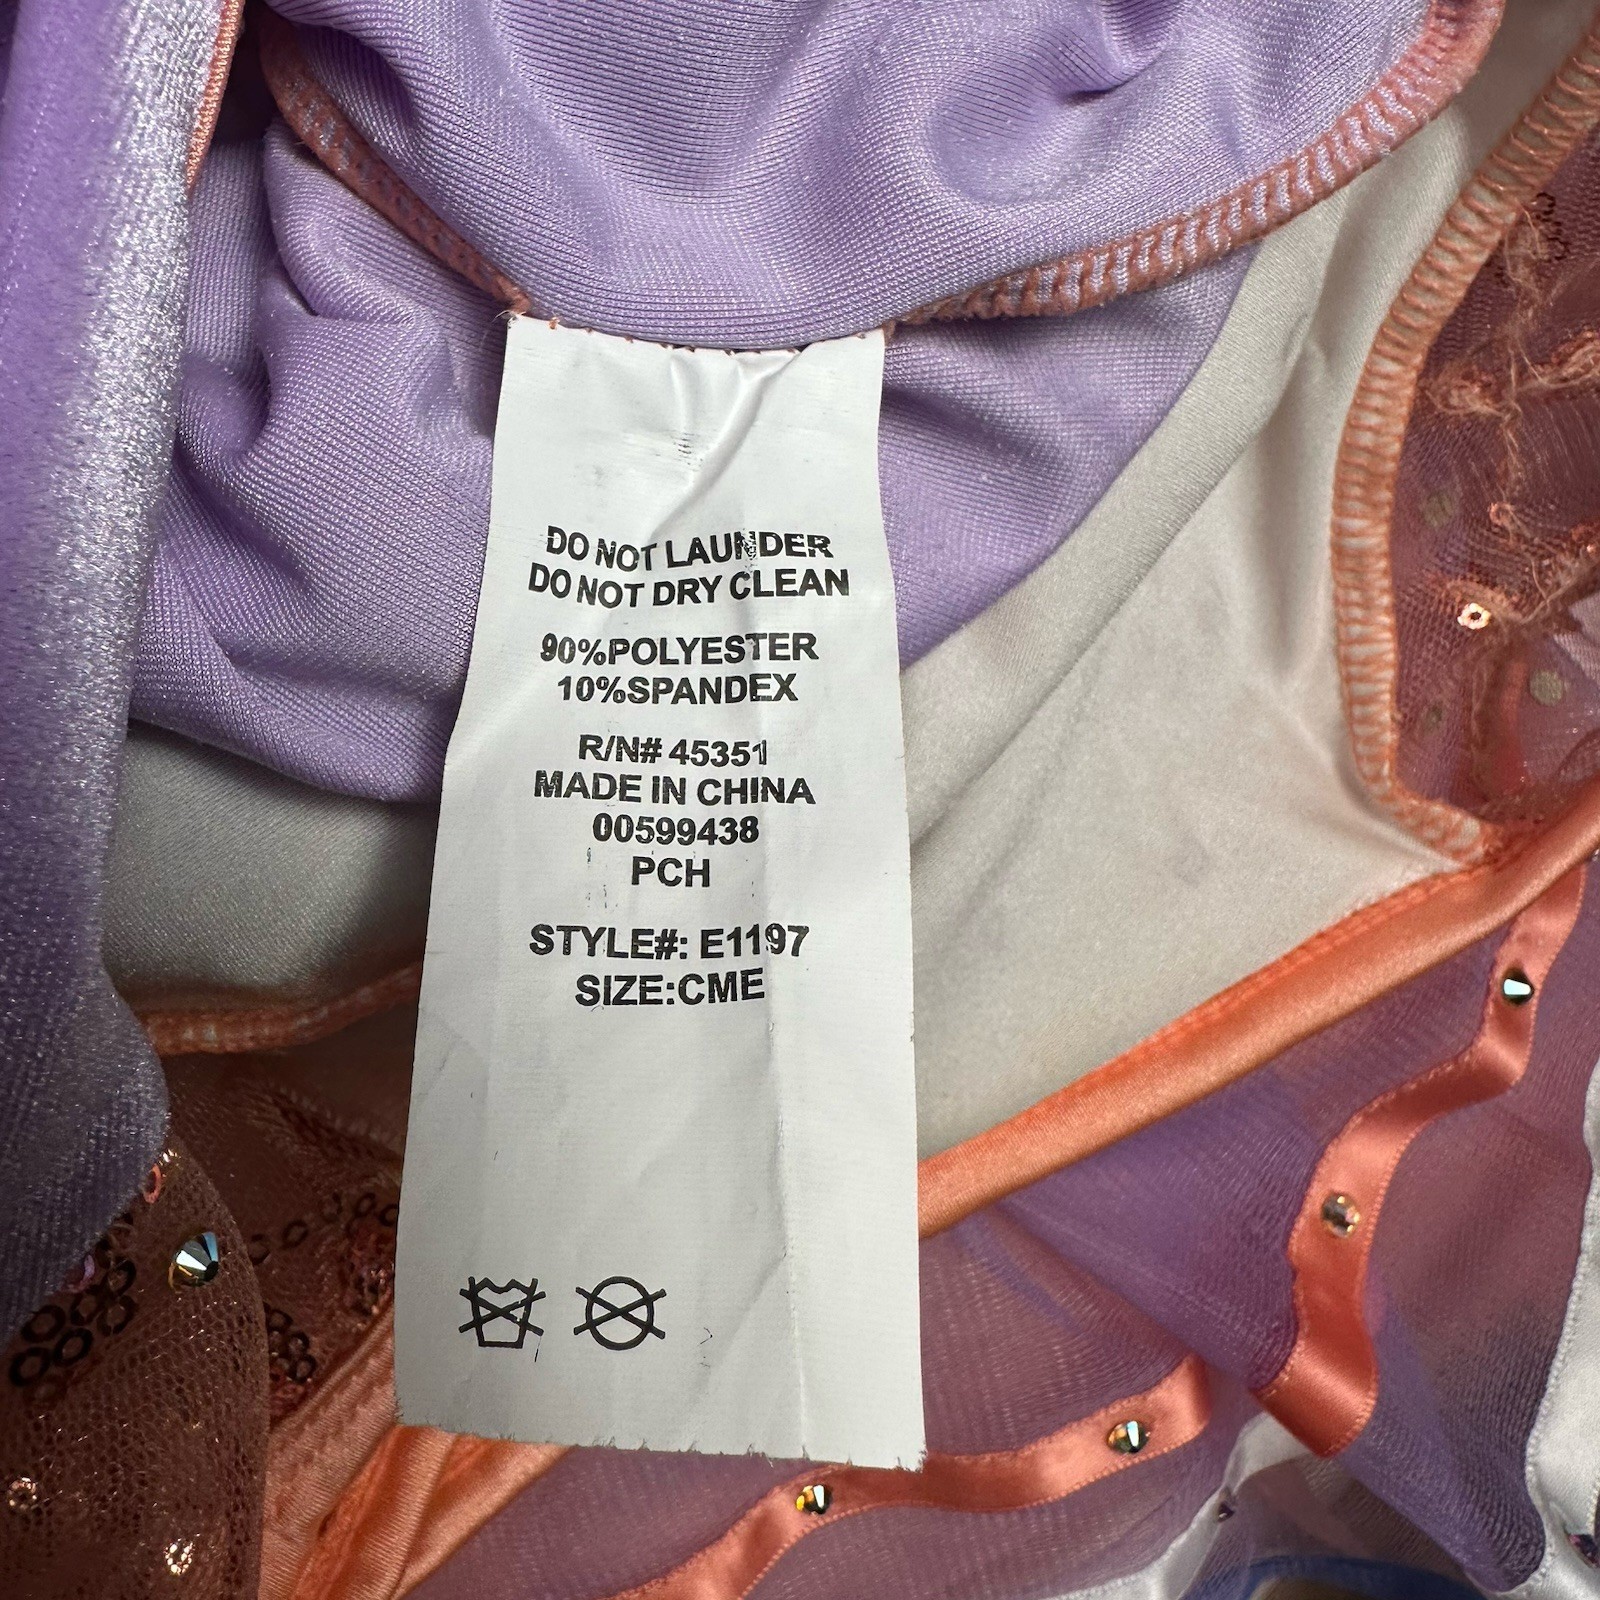 DO NOT LAUNDER
DO NOT DRY CLEAN
90%POLYESTER
10%SPANDEX
R/N# 45351
MADE IN CHINA
00599438
PCH
STYLE#: E1197
SIZE:CME